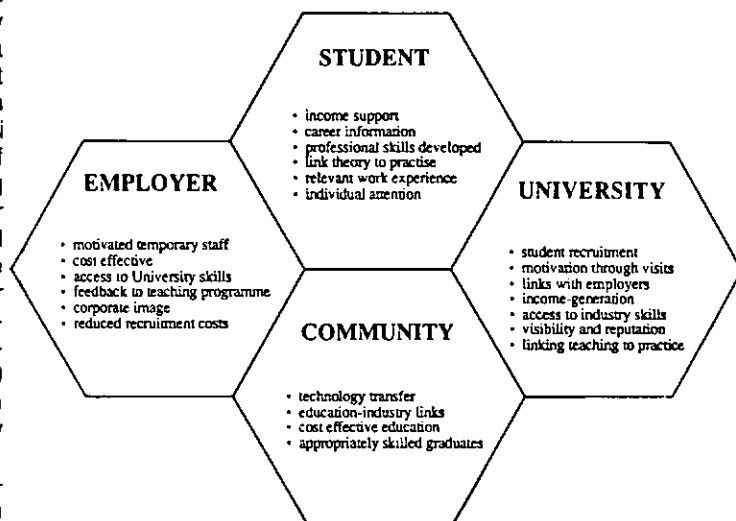 STUDENT
• income support
• career information
• professional skills developed
• link theory to practise
• relevant work experience
• individual attention
EMPLOYER
• motivated temporary staff
• cost effective
• access to University skills
• feedback to teaching programme
• corporate image
• reduced recruitment costs
UNIVERSITY
• student recruitment
• motivation through visits
• links with employers
• income-generation
• access to industry skills
• visibility and reputation
• linking teaching to practice
COMMUNITY
• technology transfer
• education-industry links
• cost effective education
• appropriately skilled graduates